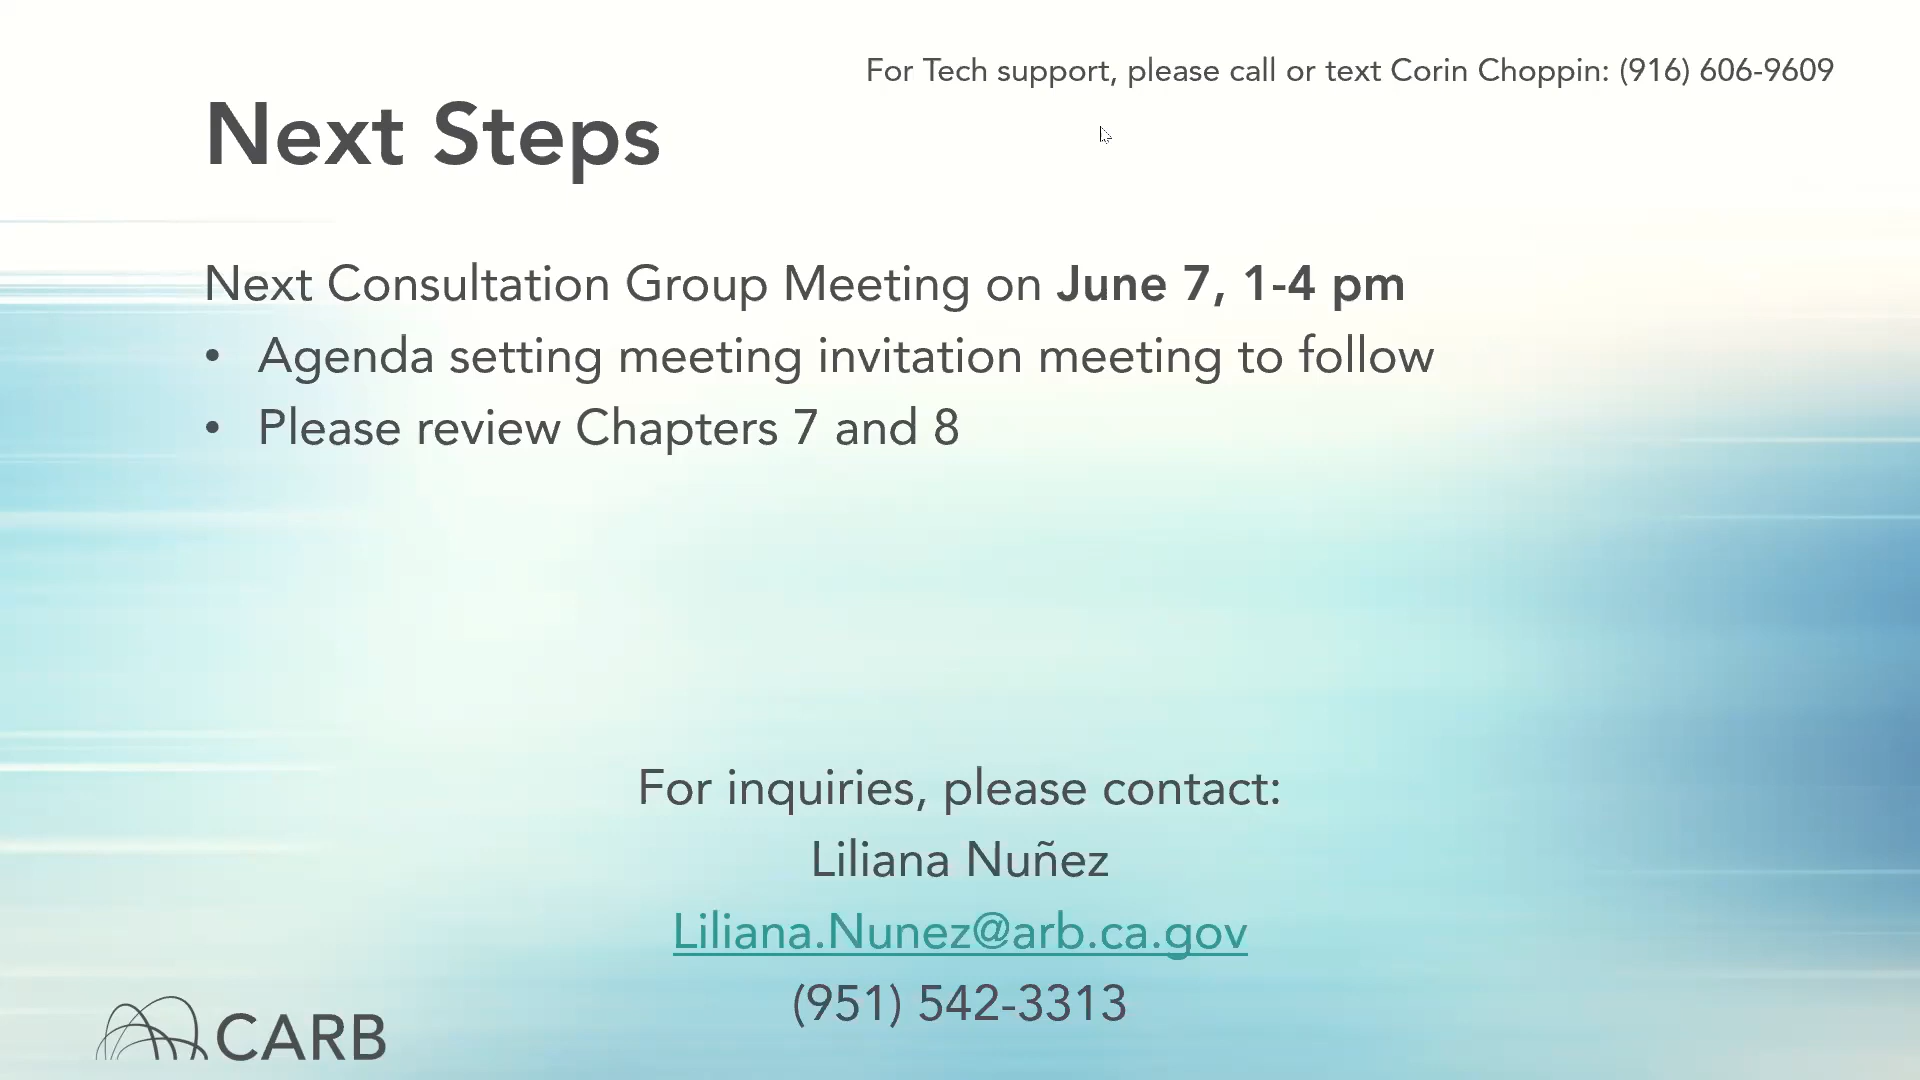 For Tech support, please call or text Corin Choppin: (916) 606-9609
Next Steps
Next Consultation Group Meeting on June 7, 1-4 pm
• Agenda setting meeting invitation meeting to follow
• Please review Chapters 7 and 8
For inquiries, please contact:
Liliana Nuñez
Liliana.Nunez@arb.ca.gov
(951) 542-3313
CARB